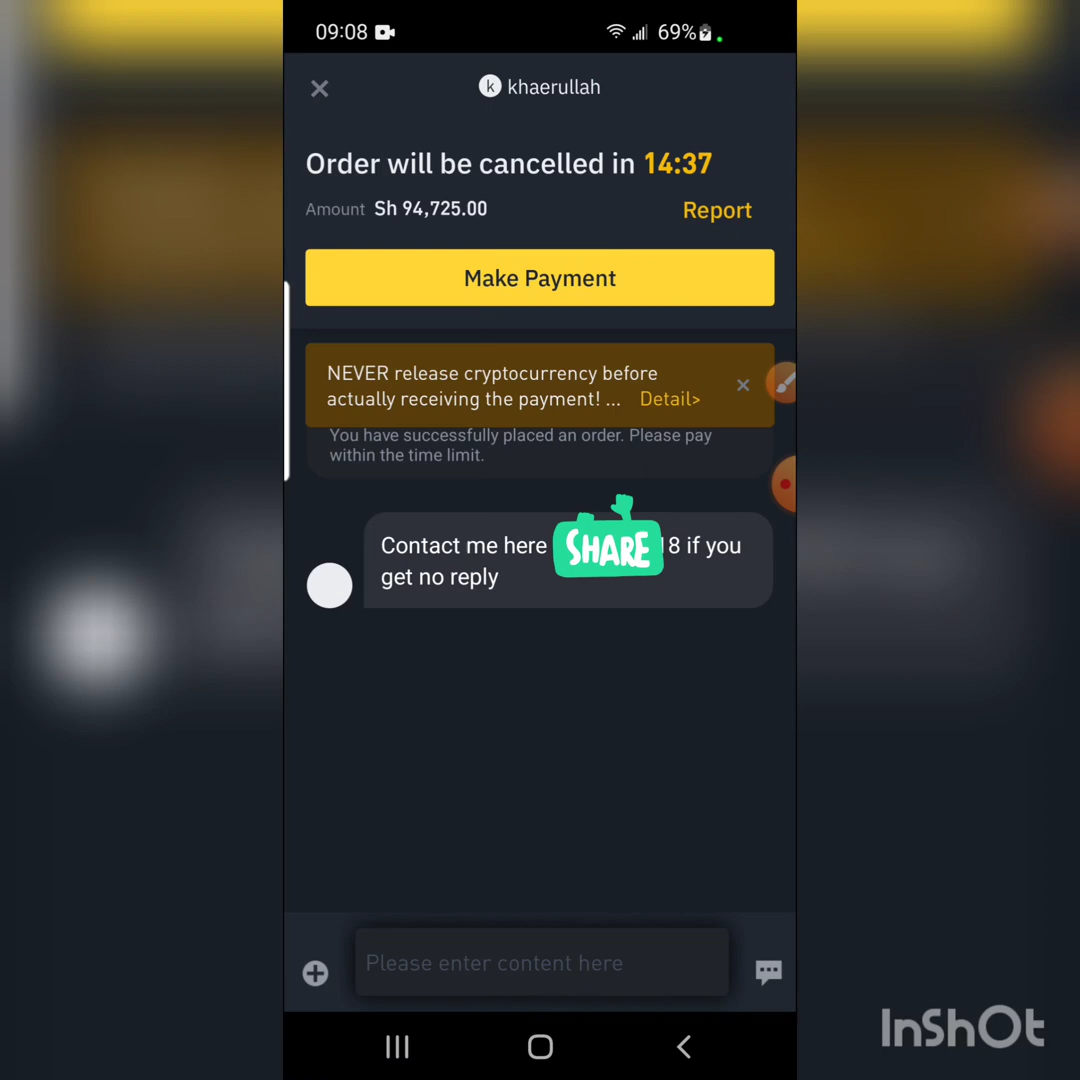 09:08 69%
k khaerullah
Order will be cancelled in 14:37
Amount Sh 94,725.00 Report
Make Payment
NEVER release cryptocurrency before
actually receiving the payment! ... Detail>
You have successfully placed an order. Please pay
within the time limit.
Contact me here SHARE 18 if you
get no reply
Please enter content here
InShOt